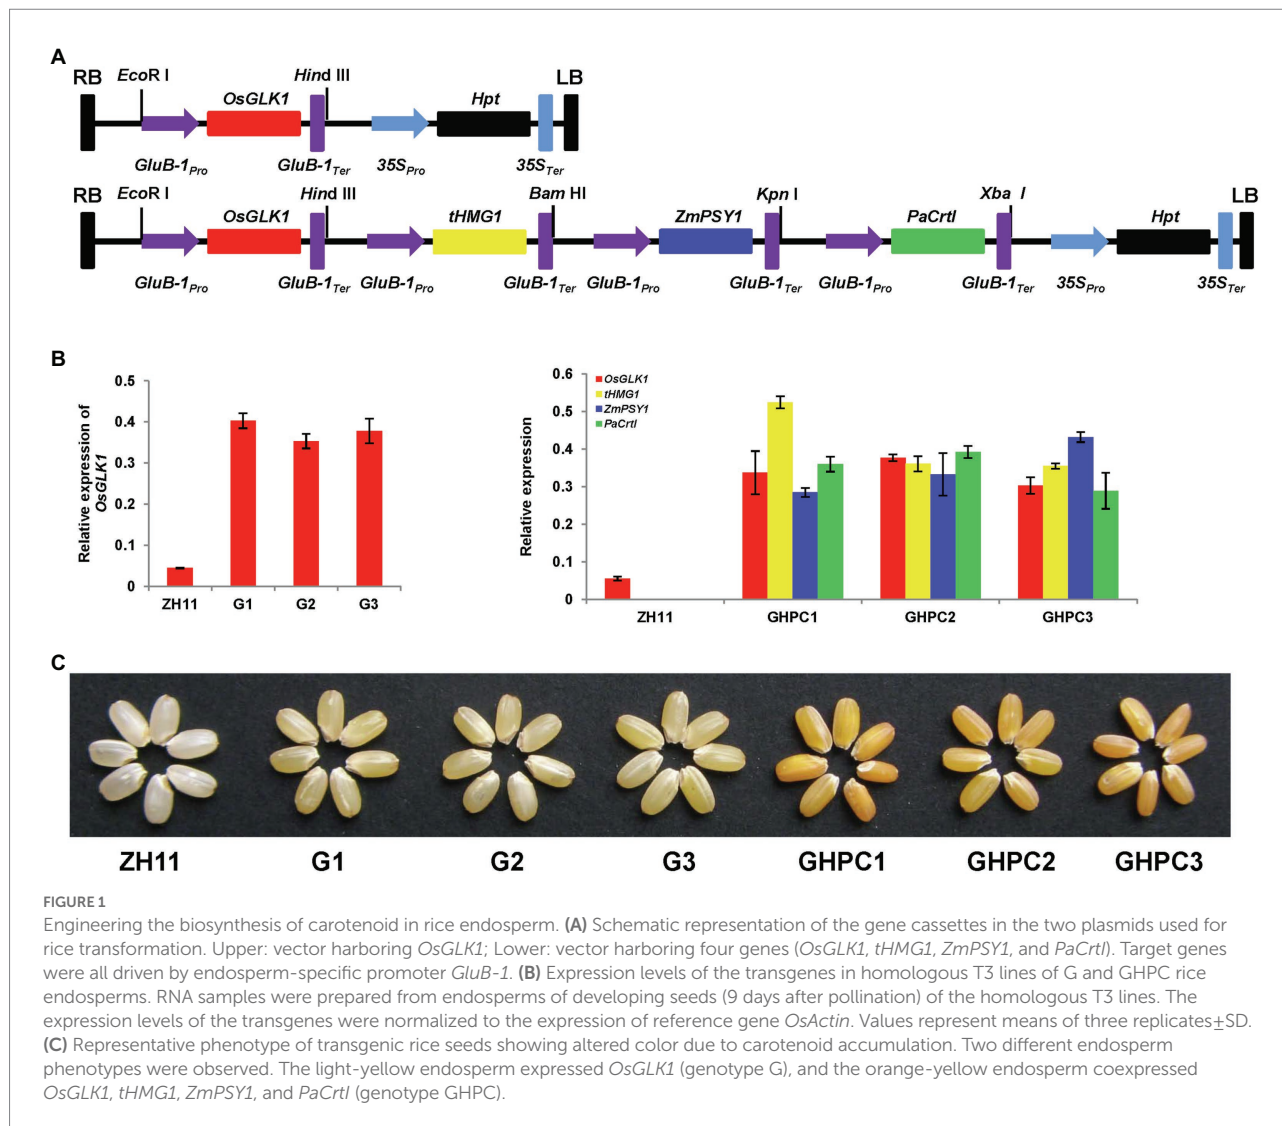 A
RB EcoR I Hind III LB
OsGLK1 Hpt
GluB-1Pro GluB-1Ter 35SPro 35STer
RB EcoR I Hind III Bam HI Kpn I Xba I LB
OsGLK1 tHMG1 ZmPSY1 PaCrtI Hpt
GluB-1Pro GluB-1Ter GluB-1Pro GluB-1Ter GluB-1Pro GluB-1Ter GluB-1Pro GluB-1Ter 35SPro 35STer
B
Relative expression of
OsGLK1
0.5
0.4
0.3
0.2
0.1
0
ZH11 G1 G2 G3
Relative expression
0.6
0.5
0.4
0.3
0.2
0.1
0
OsGLK1
tHMG1
ZmPSY1
PaCrtI
ZH11 GHPC1 GHPC2 GHPC3
C
ZH11 G1 G2 G3 GHPC1 GHPC2 GHPC3
FIGURE 1
Engineering the biosynthesis of carotenoid in rice endosperm. (A) Schematic representation of the gene cassettes in the two plasmids used for
rice transformation. Upper: vector harboring OsGLK1; Lower: vector harboring four genes (OsGLK1, tHMG1, ZmPSY1, and PaCrtI). Target genes
were all driven by endosperm-specific promoter GluB-1. (B) Expression levels of the transgenes in homologous T3 lines of G and GHPC rice
endosperms. RNA samples were prepared from endosperms of developing seeds (9 days after pollination) of the homologous T3 lines. The
expression levels of the transgenes were normalized to the expression of reference gene OsActin. Values represent means of three replicates±SD.
(C) Representative phenotype of transgenic rice seeds showing altered color due to carotenoid accumulation. Two different endosperm
phenotypes were observed. The light-yellow endosperm expressed OsGLK1 (genotype G), and the orange-yellow endosperm coexpressed
OsGLK1, tHMG1, ZmPSY1, and PaCrtI (genotype GHPC).